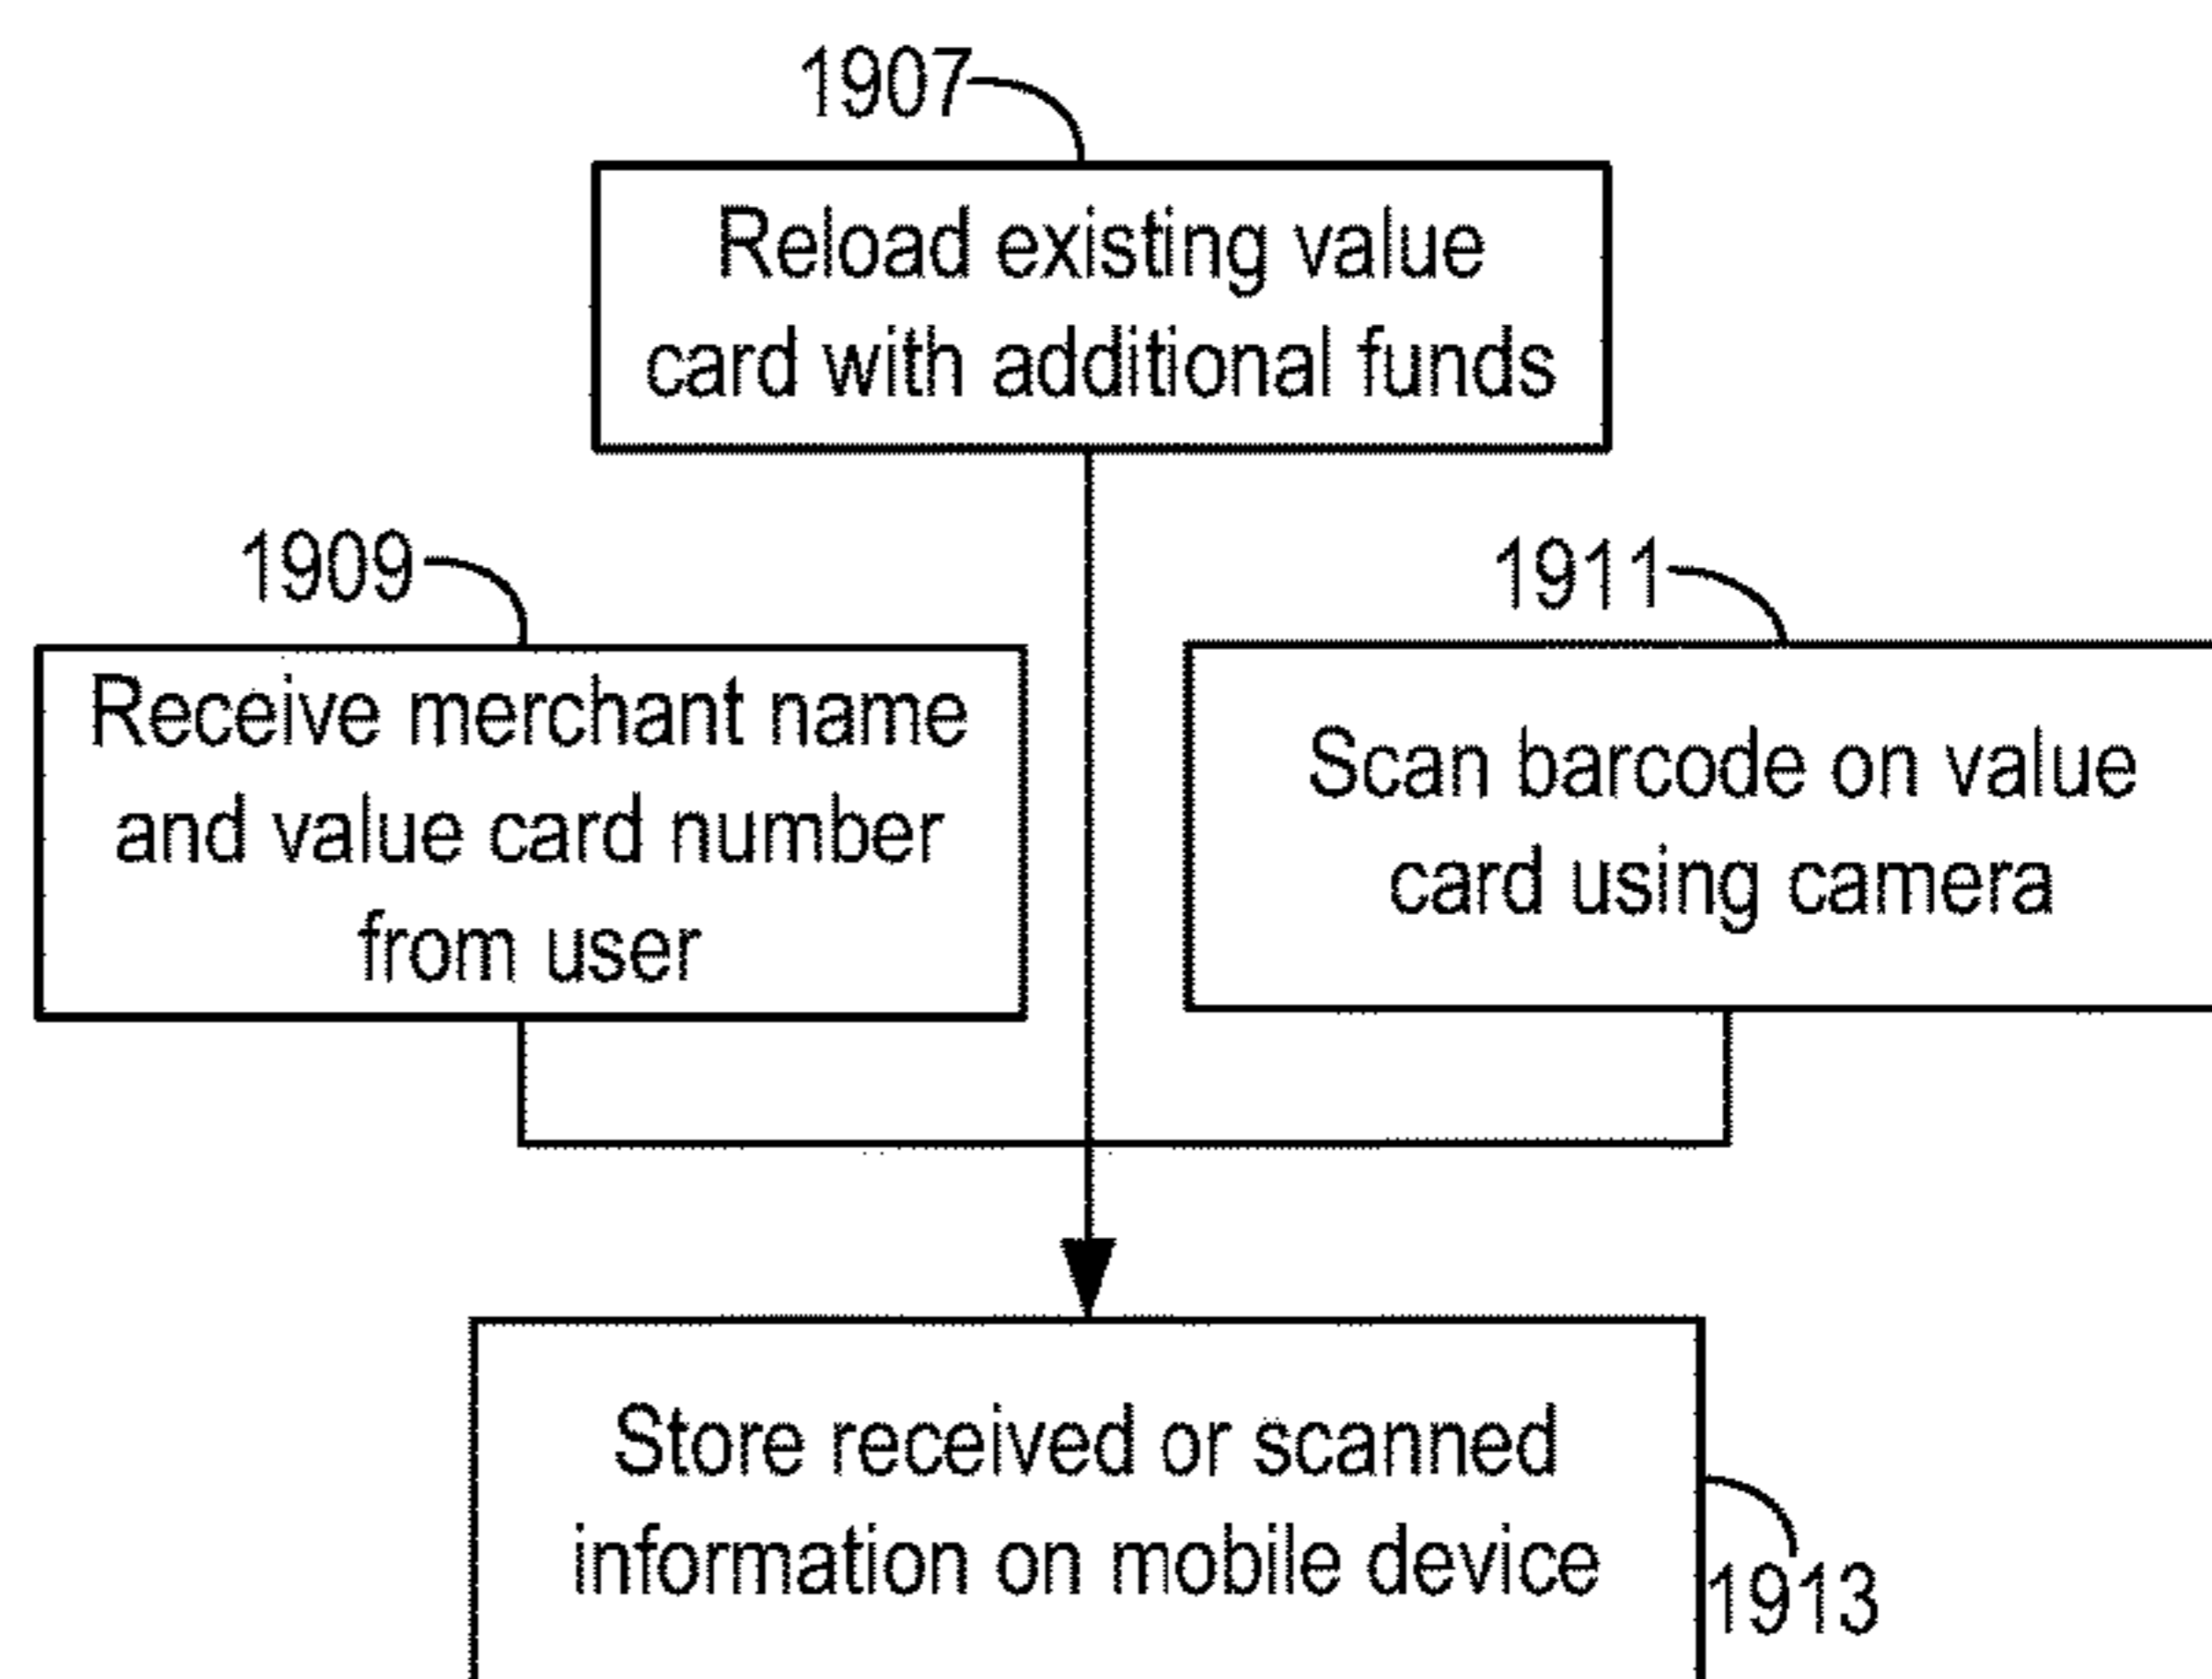 1907
Reload existing value
card with additional funds
1909
Receive merchant name
and value card number
from user
1911
Scan barcode on value
card using camera
Store received or scanned
information on mobile device
1913